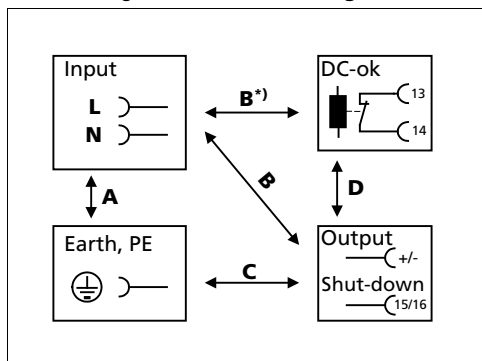 Input
L
N
B*)
DC-ok
13
14
A
B
D
Earth, PE
C
Output
+/-
Shut-down
15/16